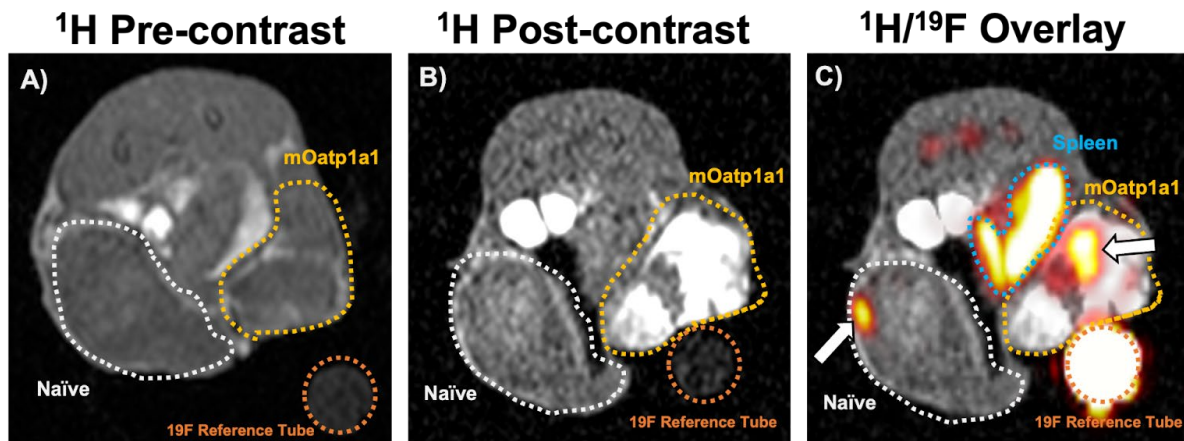 ¹H Pre-contrast
¹H Post-contrast
¹H/¹⁹F Overlay
A)
mOatp1a1
Naïve
19F Reference Tube
B)
mOatp1a1
Naïve
19F Reference Tube
C)
Spleen
mOatp1a1
Naïve
19F Reference Tube